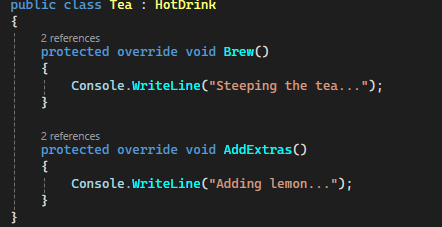 public class Tea : HotDrink
{
2 references
protected override void Brew()
{
Console.WriteLine("Steeping the tea...");
}
2 references
protected override void AddExtras()
{
Console.WriteLine("Adding lemon...");
}
}